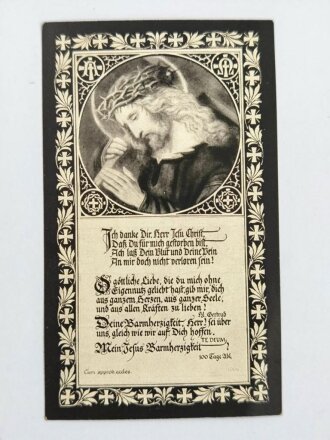 Ich danke Dir, Herr Jesu Christ,
Daß Du für mich gestorben bist,
Ach laß Dein Blut und Deine Pein
An mir doch nicht verloren sein!
O göttliche Liebe, die du mich ohne
Eigennutz geliebt hast, gib mir, dich
aus ganzem Herzen, aus ganzer Seele,
und aus allen Kräften zu lieben!
Hl. Gertrud
Deine Barmherzigkeit, Herr! sei über
uns, gleich wie wir auf Dich hoffen.
TE DEUM
Mein Jesus Barmherzigkeit
100 Tage Abl.
Cum approb. eccles.